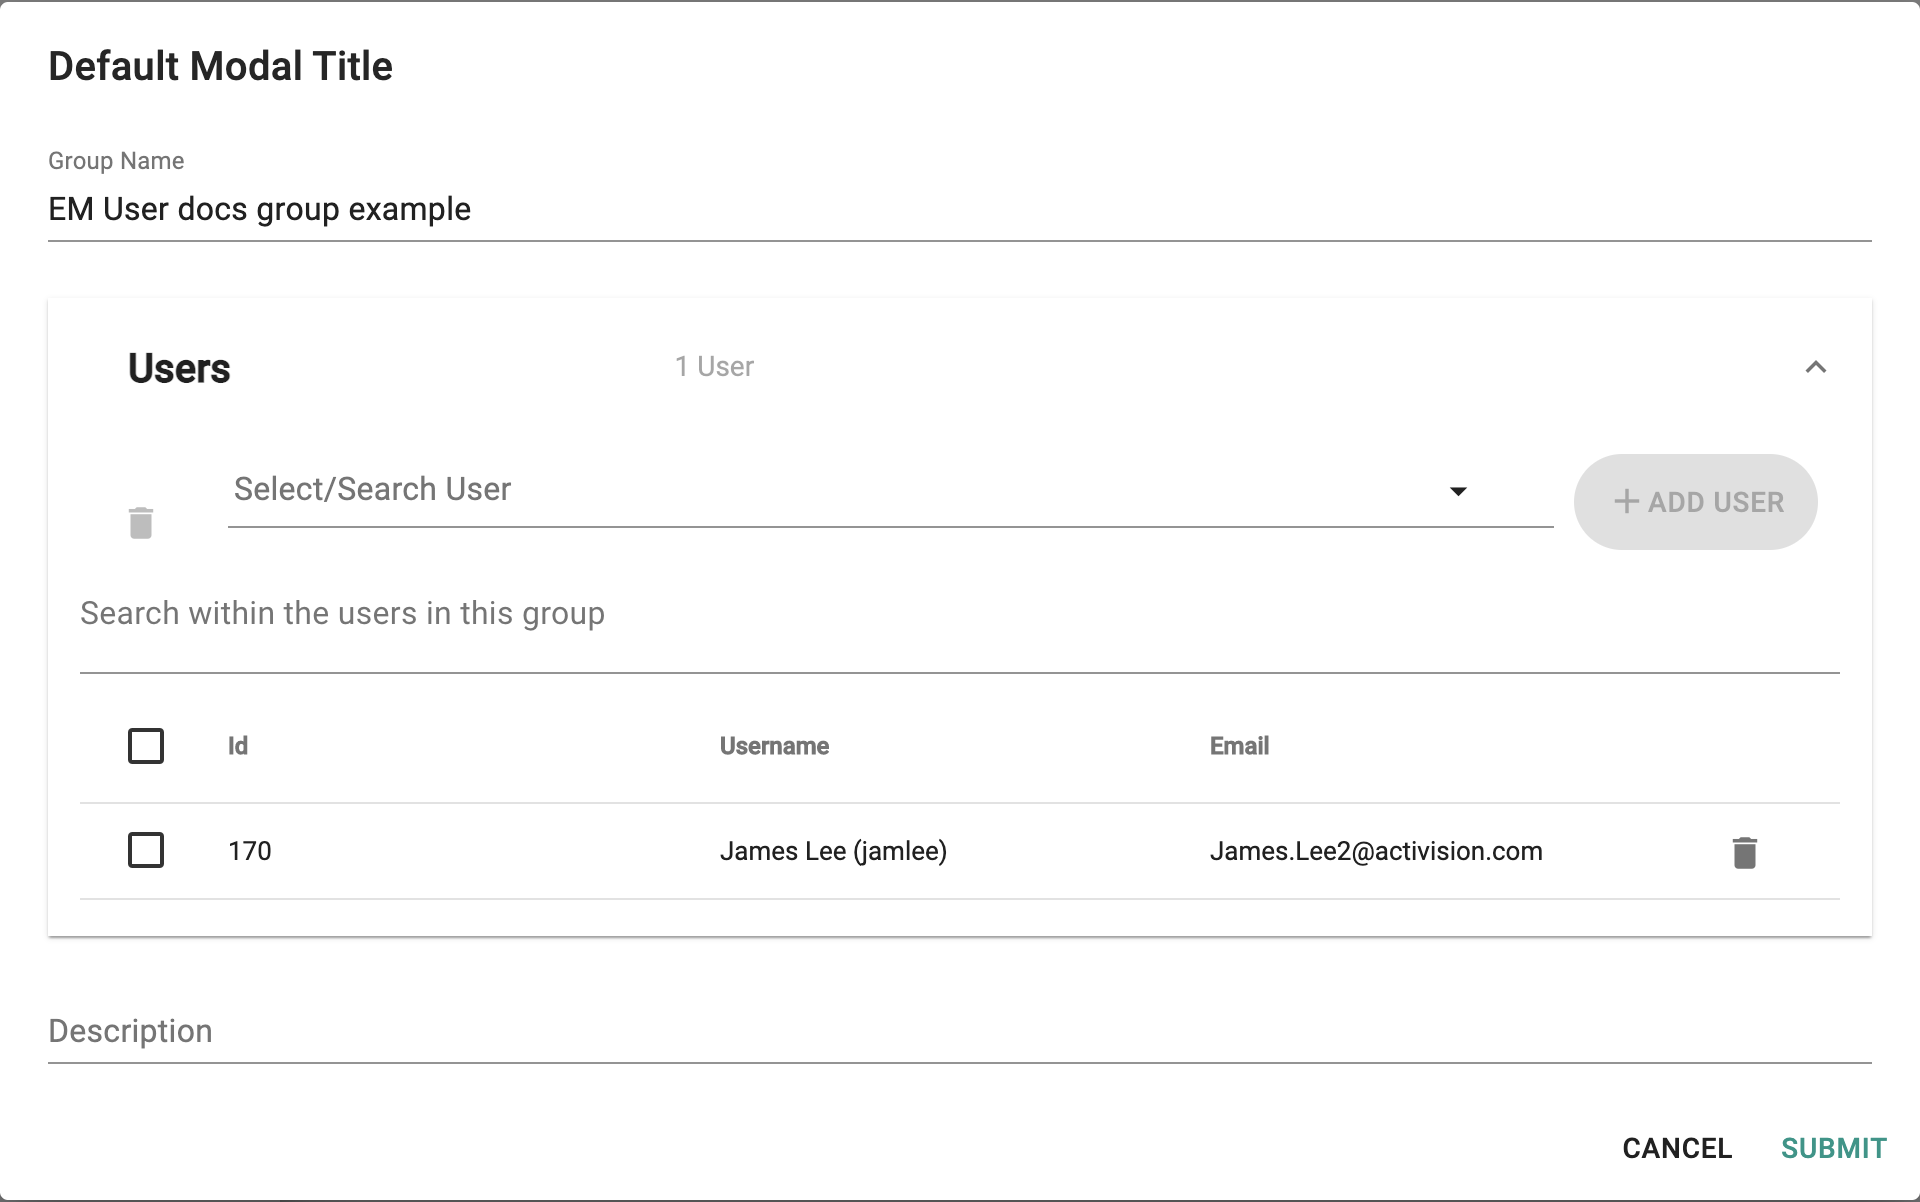 Default Modal Title
Group Name
EM User docs group example
Users 1 User
Select/Search User
+ ADD USER
Search within the users in this group
Id Username Email
170 James Lee (jamlee) James.Lee2@activision.com
Description
CANCEL SUBMIT